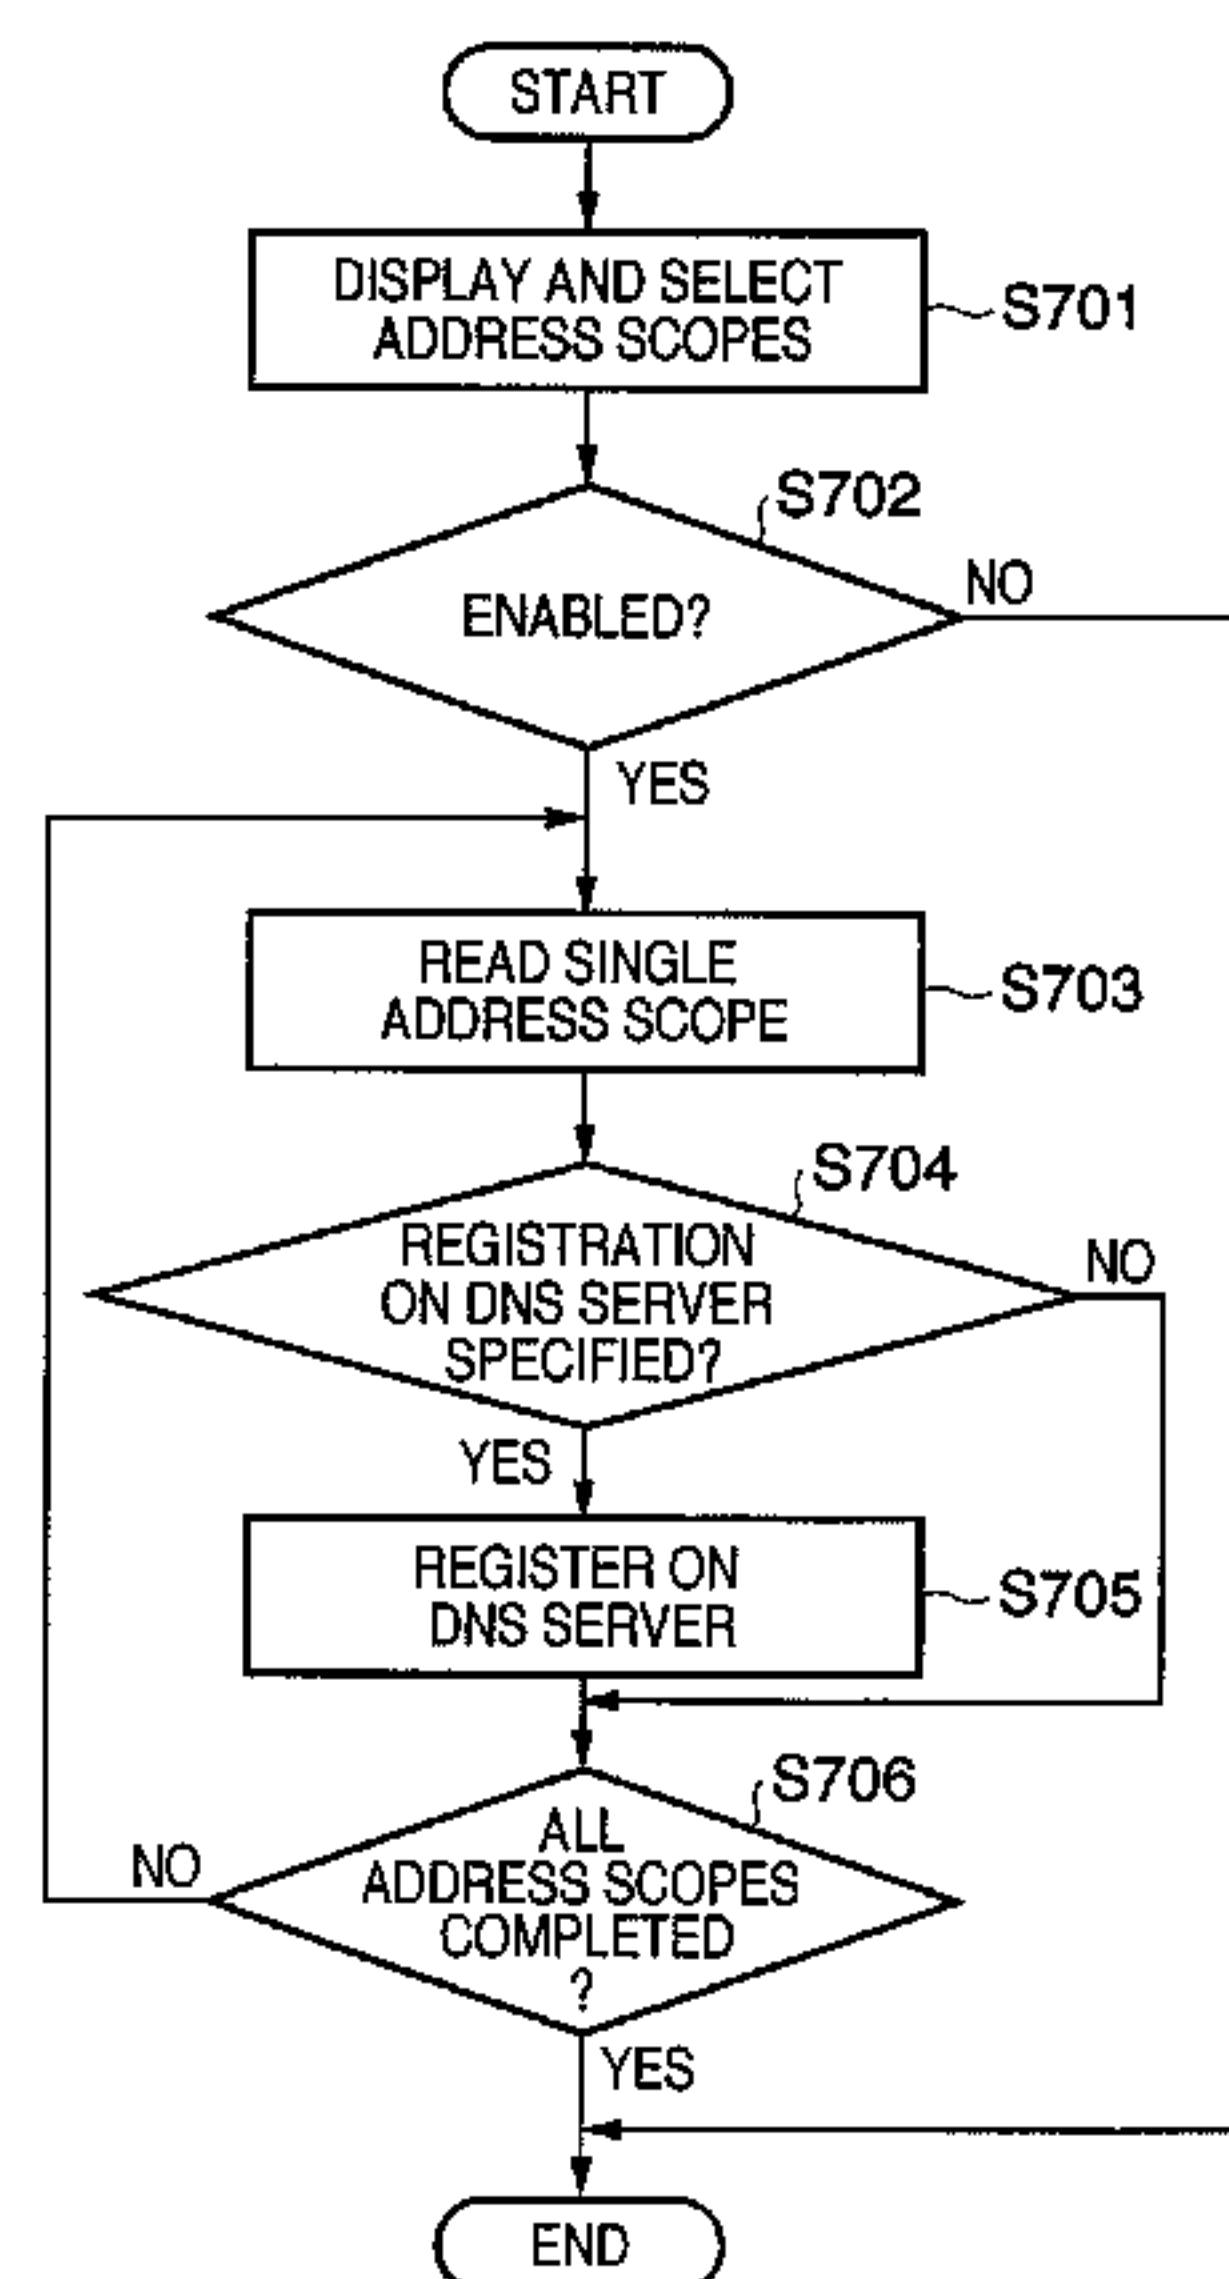 START
DISPLAY AND SELECT
ADDRESS SCOPES
S701
S702
ENABLED?
NO
YES
READ SINGLE
ADDRESS SCOPE
S703
S704
REGISTRATION
ON DNS SERVER
SPECIFIED?
NO
YES
REGISTER ON
DNS SERVER
S705
S706
ALL
ADDRESS SCOPES
COMPLETED
?
NO
YES
END